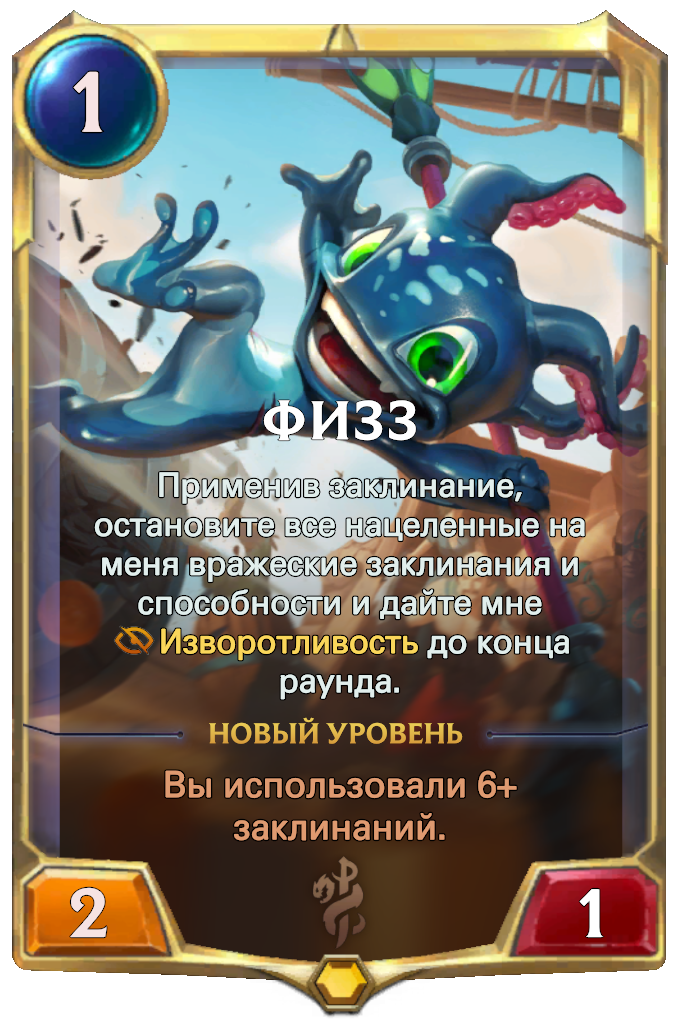 1
ФИЗЗ
Применив заклинание,
остановите все нацеленные на
меня вражеские заклинания и
способности и дайте мне
Изворотливость до конца
раунда.
НОВЫЙ УРОВЕНЬ
Вы использовали 6+
заклинаний.
2
1